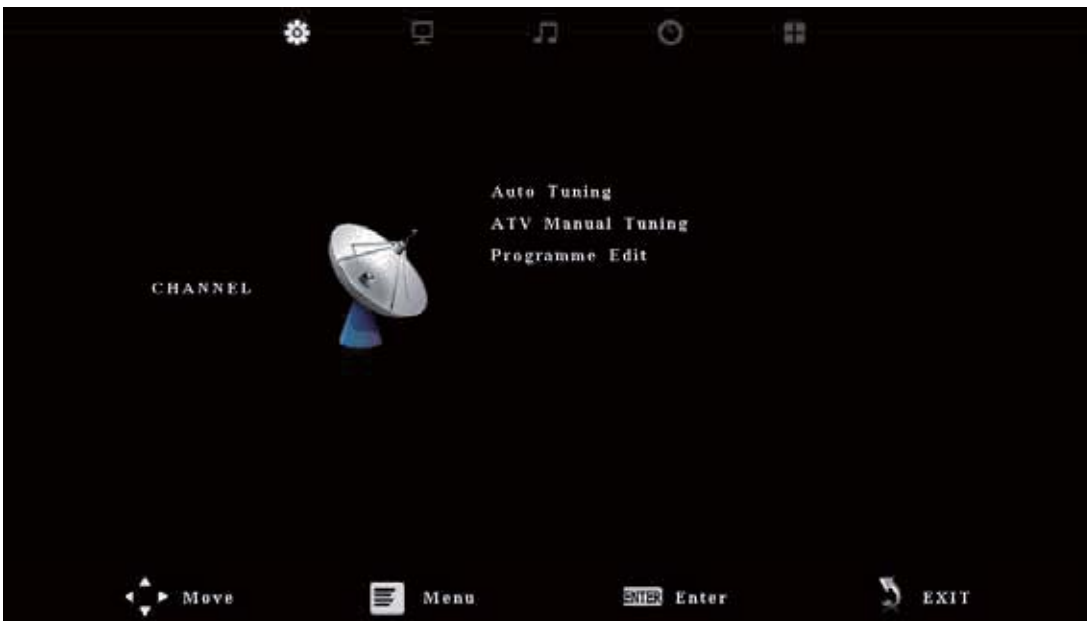 Auto Tuning
ATV Manual Tuning
Programme Edit
CHANNEL
Move Menu ENTER Enter EXIT